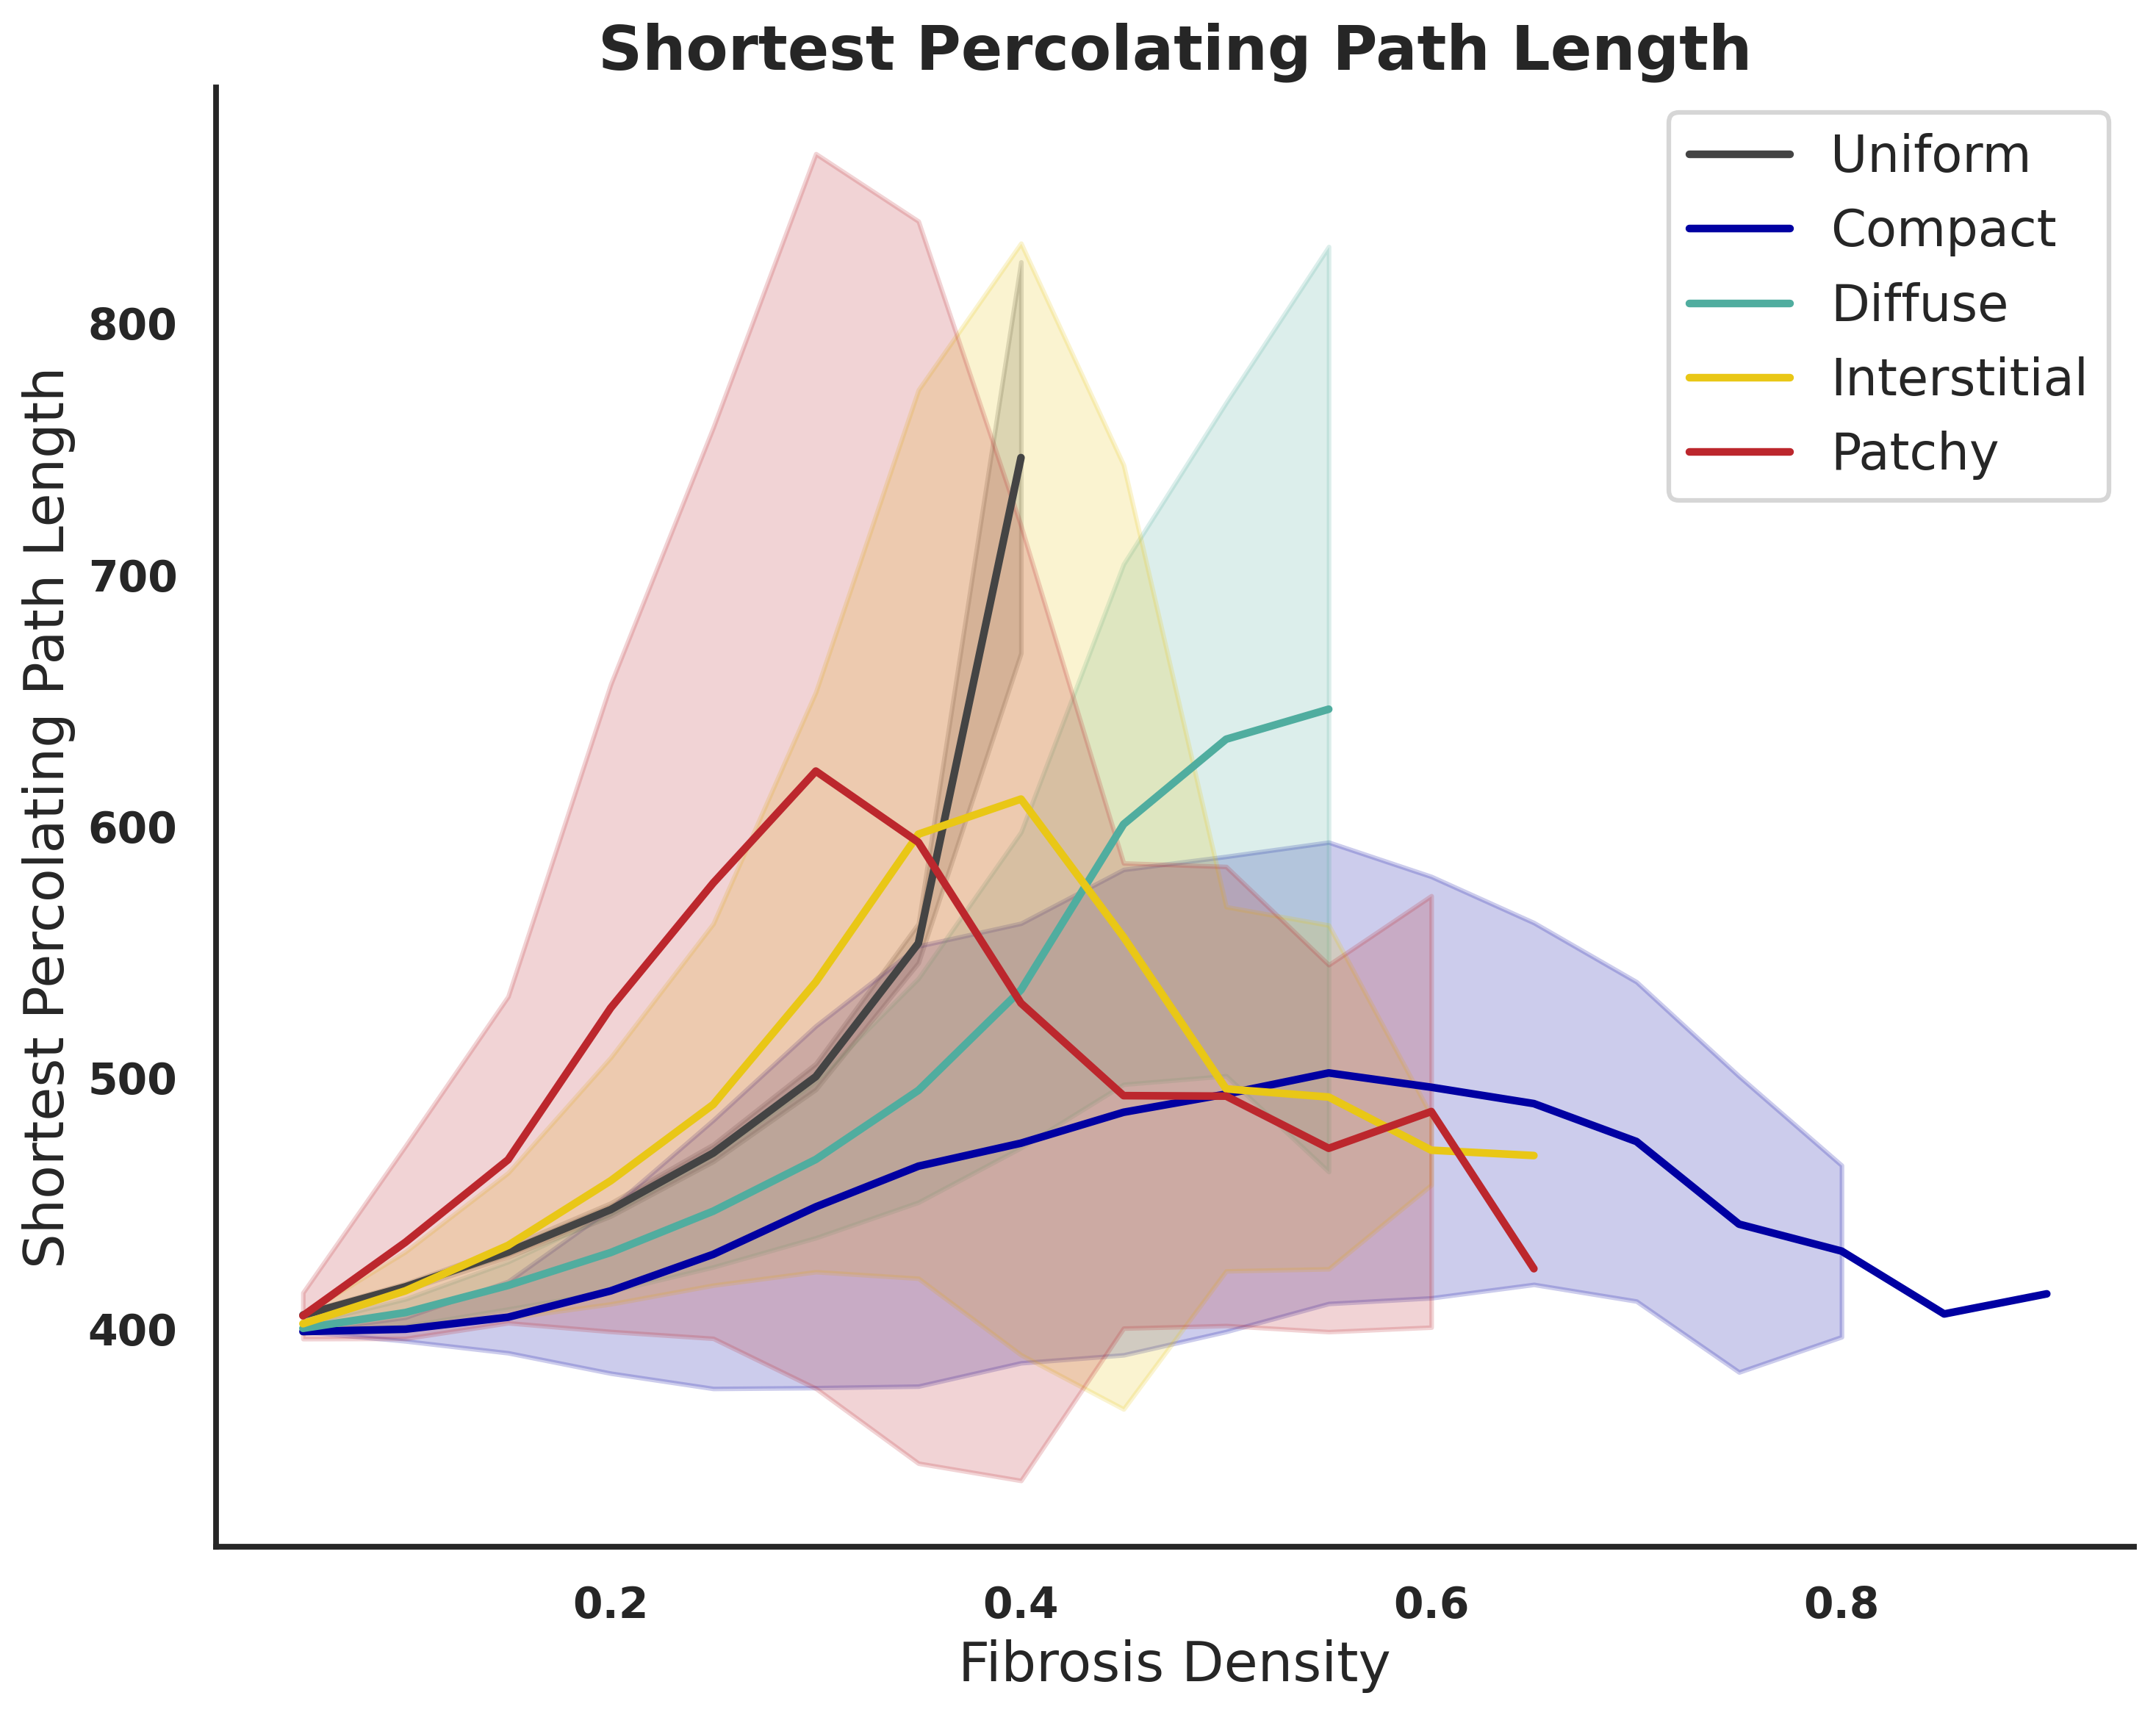 Shortest Percolating Path Length
Uniform
Compact
Diffuse
Interstitial
Patchy
Shortest Percolating Path Length
800
700
600
500
400
0.2 0.4 0.6 0.8
Fibrosis Density